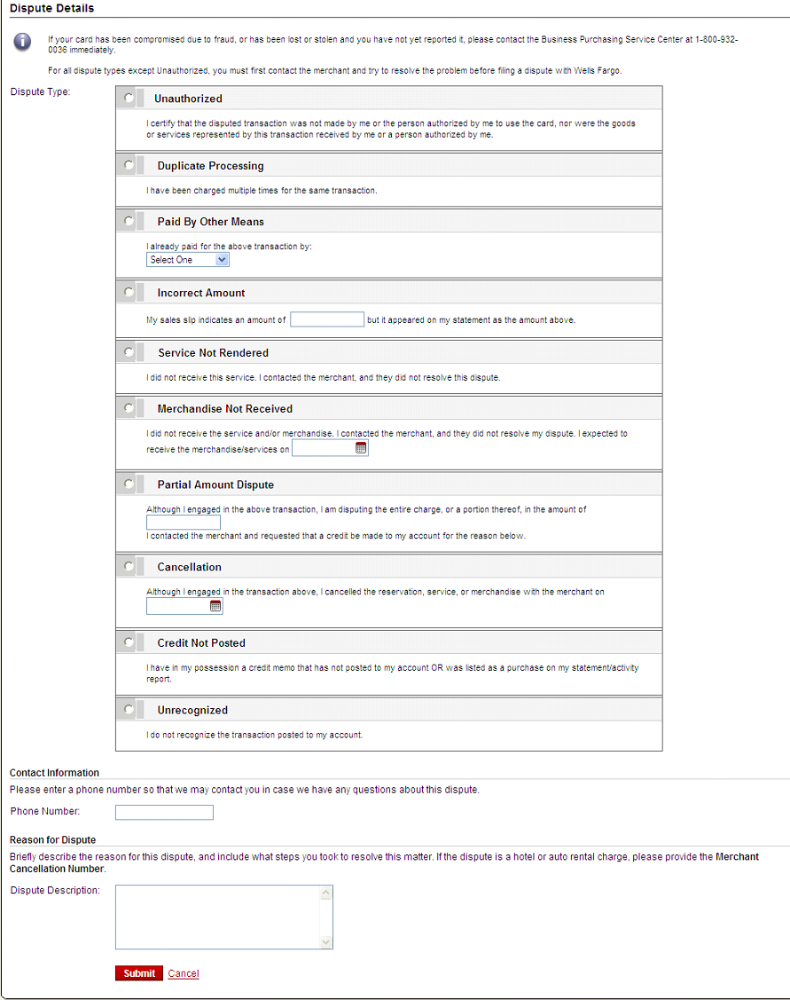 Dispute Details
If your card has been compromised due to fraud, or has been lost or stolen and you have not yet reported it, please contact the Business Purchasing Service Center at 1-800-932-
0036 immediately.
For all dispute types except Unauthorized, you must first contact the merchant and try to resolve the problem before filing a dispute with Wells Fargo.
Dispute Type:
Unauthorized
I certify that the disputed transaction was not made by me or the person authorized by me to use the card, nor were the goods
or services represented by this transaction received by me or a person authorized by me.
Duplicate Processing
I have been charged multiple times for the same transaction.
Paid By Other Means
I already paid for the above transaction by:
Select One
Incorrect Amount
My sales slip indicates an amount of but it appeared on my statement as the amount above.
Service Not Rendered
I did not receive this service. I contacted the merchant, and they did not resolve this dispute.
Merchandise Not Received
I did not receive the service and/or merchandise. I contacted the merchant, and they did not resolve my dispute. I expected to
receive the merchandise/services on
Partial Amount Dispute
Although I engaged in the above transaction, I am disputing the entire charge, or a portion thereof, in the amount of
I contacted the merchant and requested that a credit be made to my account for the reason below.
Cancellation
Although I engaged in the transaction above, I cancelled the reservation, service, or merchandise with the merchant on
Credit Not Posted
I have in my possession a credit memo that has not posted to my account OR was listed as a purchase on my statement/activity
report.
Unrecognized
I do not recognize the transaction posted to my account.
Contact Information
Please enter a phone number so that we may contact you in case we have any questions about this dispute.
Phone Number:
Reason for Dispute
Briefly describe the reason for this dispute, and include what steps you took to resolve this matter. If the dispute is a hotel or auto rental charge, please provide the Merchant
Cancellation Number.
Dispute Description:
Submit Cancel